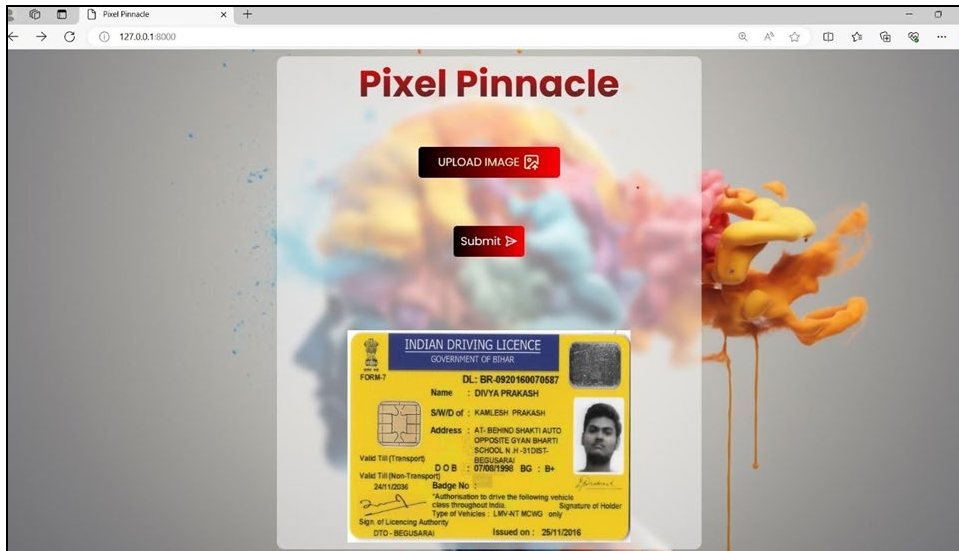 Pixel Pinnacle
127.0.0.1:8000
Pixel Pinnacle
UPLOAD IMAGE
Submit
INDIAN DRIVING LICENCE
GOVERNMENT OF BIHAR
FORM-7
DL: BR-0920160070587
Name : DIVYA PRAKASH
S/W/D of : KAMLESH PRAKASH
Address : AT- BEHIND SHAKTI AUTO
OPPOSITE GYAN BHARTI
SCHOOL N .H -31DIST-
BEGUSARAI
Valid Till (Transport)
D O B : 07/08/1998 BG : B+
Valid Till (Non-Transport)
24/11/2036
Badge No :
"Authorisation to drive the following vehicle
class throughout India.
Signature of Holder
Type of Vehicles : LMV-NT MCWG only
Sign. of Licencing Authority
DTO - BEGUSARAI
Issued on : 25/11/2016